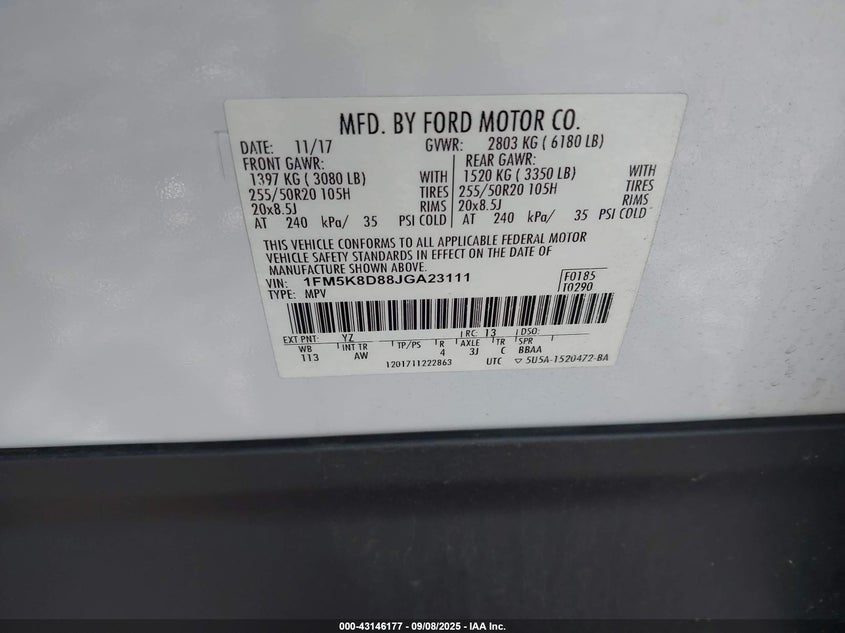 MFD. BY FORD MOTOR CO.
DATE: 11/17 GVWR: 2803 KG ( 6180 LB)
FRONT GAWR: REAR GAWR:
1397 KG ( 3080 LB) WITH 1520 KG ( 3350 LB) WITH
255/50R20 105H TIRES 255/50R20 105H TIRES
20x8.5J RIMS 20x8.5J RIMS
AT 240 kPa/ 35 PSI COLD AT 240 kPa/ 35 PSI COLD
THIS VEHICLE CONFORMS TO ALL APPLICABLE FEDERAL MOTOR
VEHICLE SAFETY STANDARDS IN EFFECT ON THE DATE OF
MANUFACTURE SHOWN ABOVE.
VIN: 1FM5K8D88JGA23111 F0185
TYPE: MPV T0290
EXT PNT: YZ RC: 13 DSO:
WB INT TR TP/PS R AXLE TR SPR
113 AW 4 3J C BBAA
1201711222863 UTC ▽ 5U5A-1520472-BA
000-43146177 - 09/08/2025 - IAA Inc.